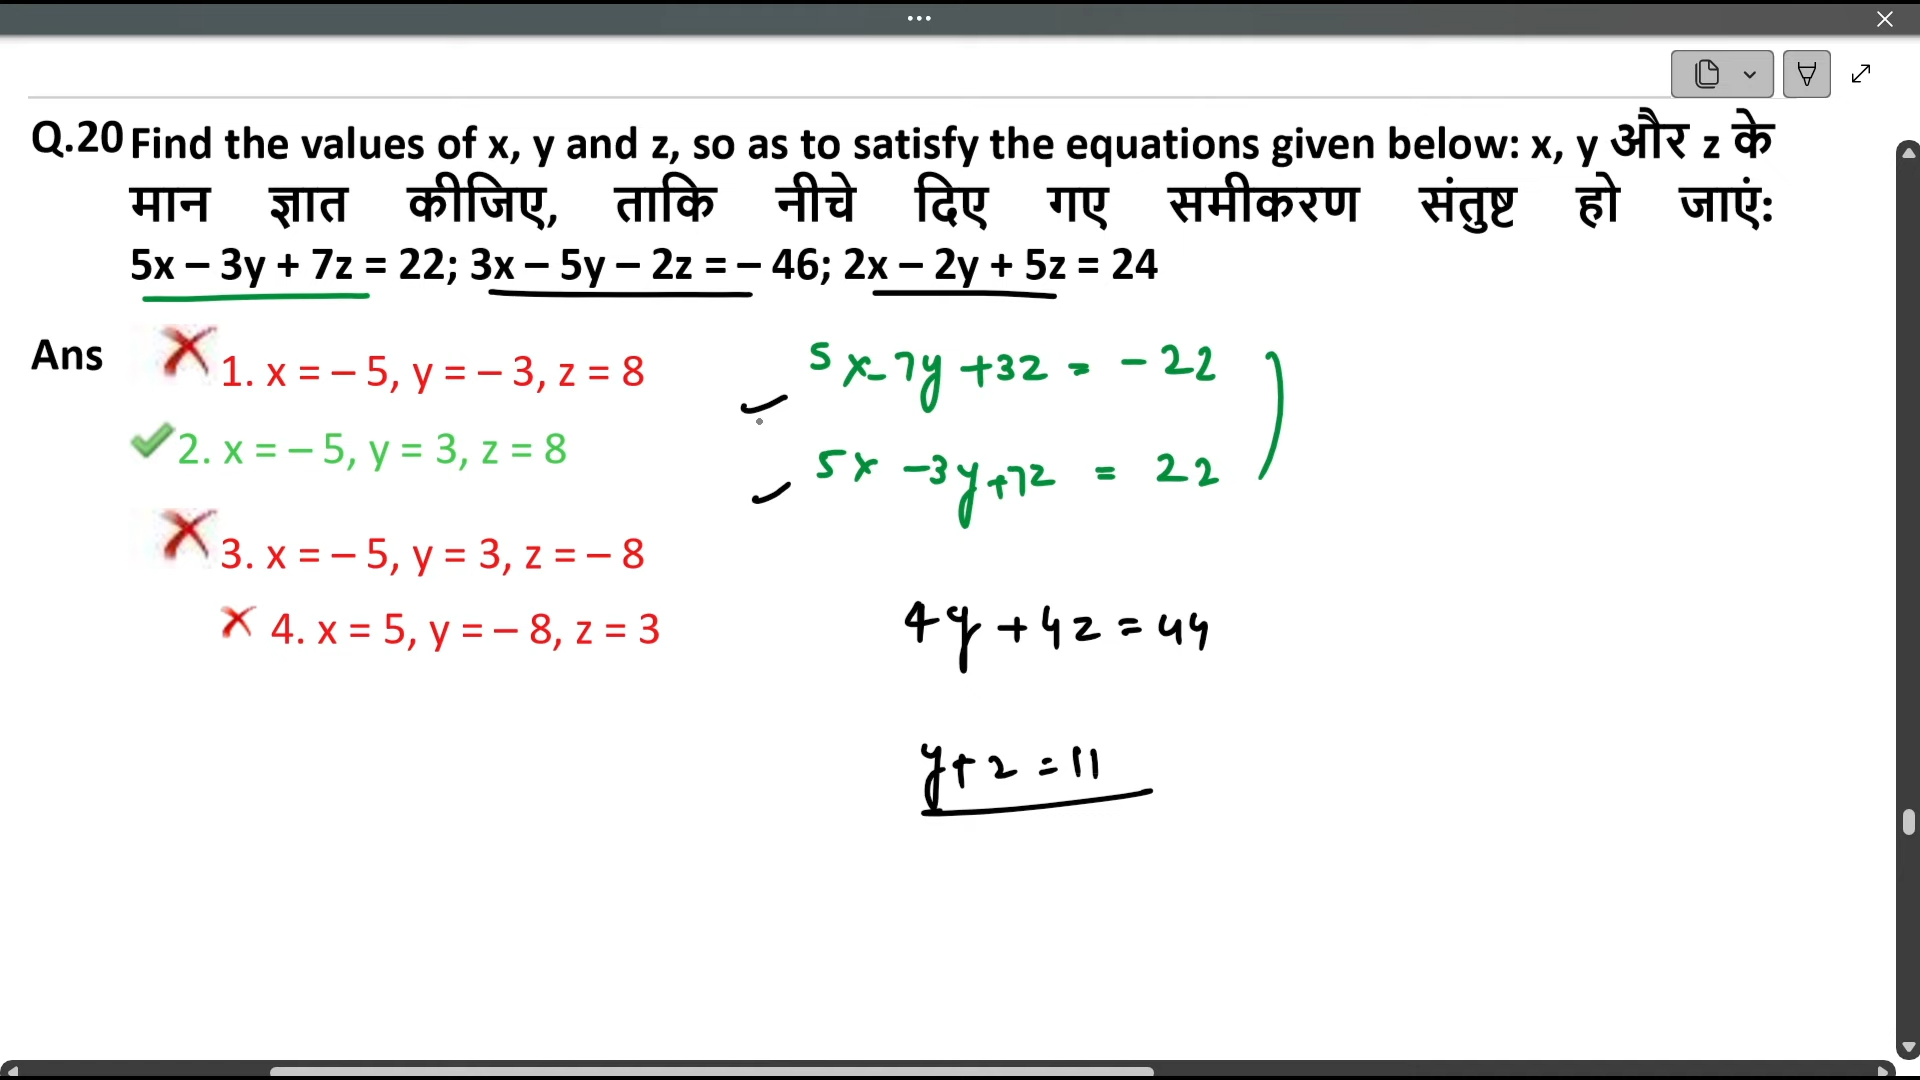 Q.20 Find the values of x, y and z, so as to satisfy the equations given below: x, y और z के
मान ज्ञात कीजिए, ताकि नीचे दिए गए समीकरण संतुष्ट हो जाएं:
5x – 3y + 7z = 22; 3x – 5y – 2z = – 46; 2x – 2y + 5z = 24
Ans
1. x = – 5, y = – 3, z = 8
2. x = – 5, y = 3, z = 8
3. x = – 5, y = 3, z = – 8
4. x = 5, y = – 8, z = 3
5x - 7y + 3z = - 22
5x - 3y + 7z = 22
4y + 4z = 44
y + z = 11